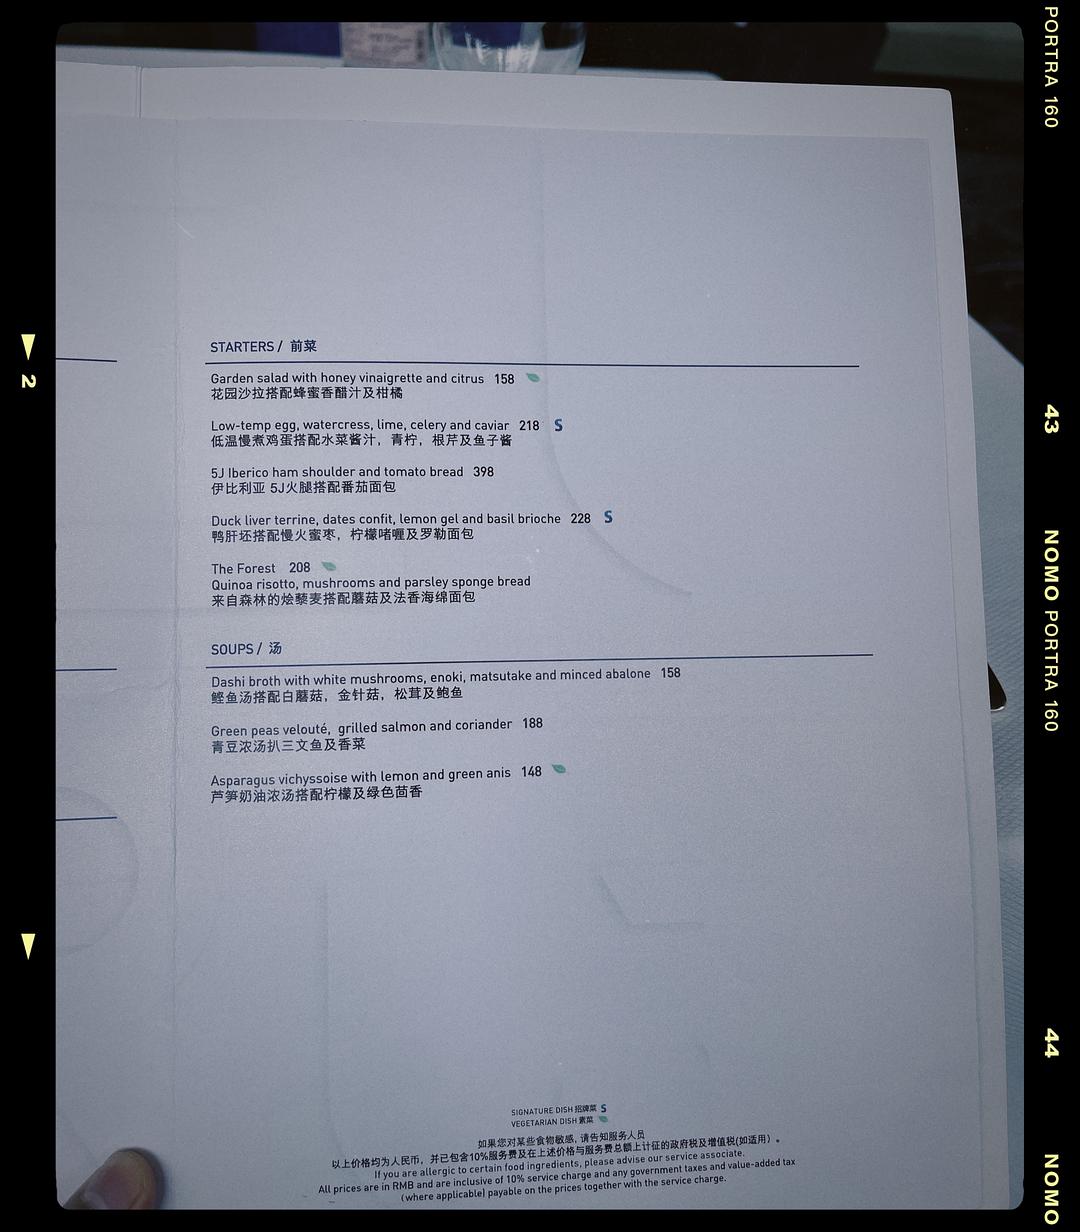 PORTRA 160
2
43
NOMO PORTRA 160
44
NOMO
STARTERS / 前菜
Garden salad with honey vinaigrette and citrus 158
花园沙拉搭配蜂蜜香醋汁及柑橘
Low-temp egg, watercress, lime, celery and caviar 218 S
低温慢煮鸡蛋搭配水菜酱汁，青柠，根芹及鱼子酱
5J Iberico ham shoulder and tomato bread 398
伊比利亚 5J火腿搭配番茄面包
Duck liver terrine, dates confit, lemon gel and basil brioche 228 S
鸭肝坯搭配慢火蜜枣，柠檬啫喱及罗勒面包
The Forest 208
Quinoa risotto, mushrooms and parsley sponge bread
来自森林的烩藜麦搭配蘑菇及法香海绵面包
SOUPS / 汤
Dashi broth with white mushrooms, enoki, matsutake and minced abalone 158
鲣鱼汤搭配白蘑菇，金针菇，松茸及鲍鱼
Green peas velouté, grilled salmon and coriander 188
青豆浓汤扒三文鱼及香菜
Asparagus vichyssoise with lemon and green anis 148
芦笋奶油浓汤搭配柠檬及绿色茴香
SIGNATURE DISH 招牌菜 S
VEGETARIAN DISH 素菜
如果您对某些食物敏感, 请告知服务人员
以上价格均为人民币，并已包含10%服务费及在上述价格与服务费总额上计征的政府税及增值税(如适用）。
If you are allergic to certain food ingredients, please advise our service associate.
All prices are in RMB and are inclusive of 10% service charge and any government taxes and value-added tax
(where applicable) payable on the prices together with the service charge.